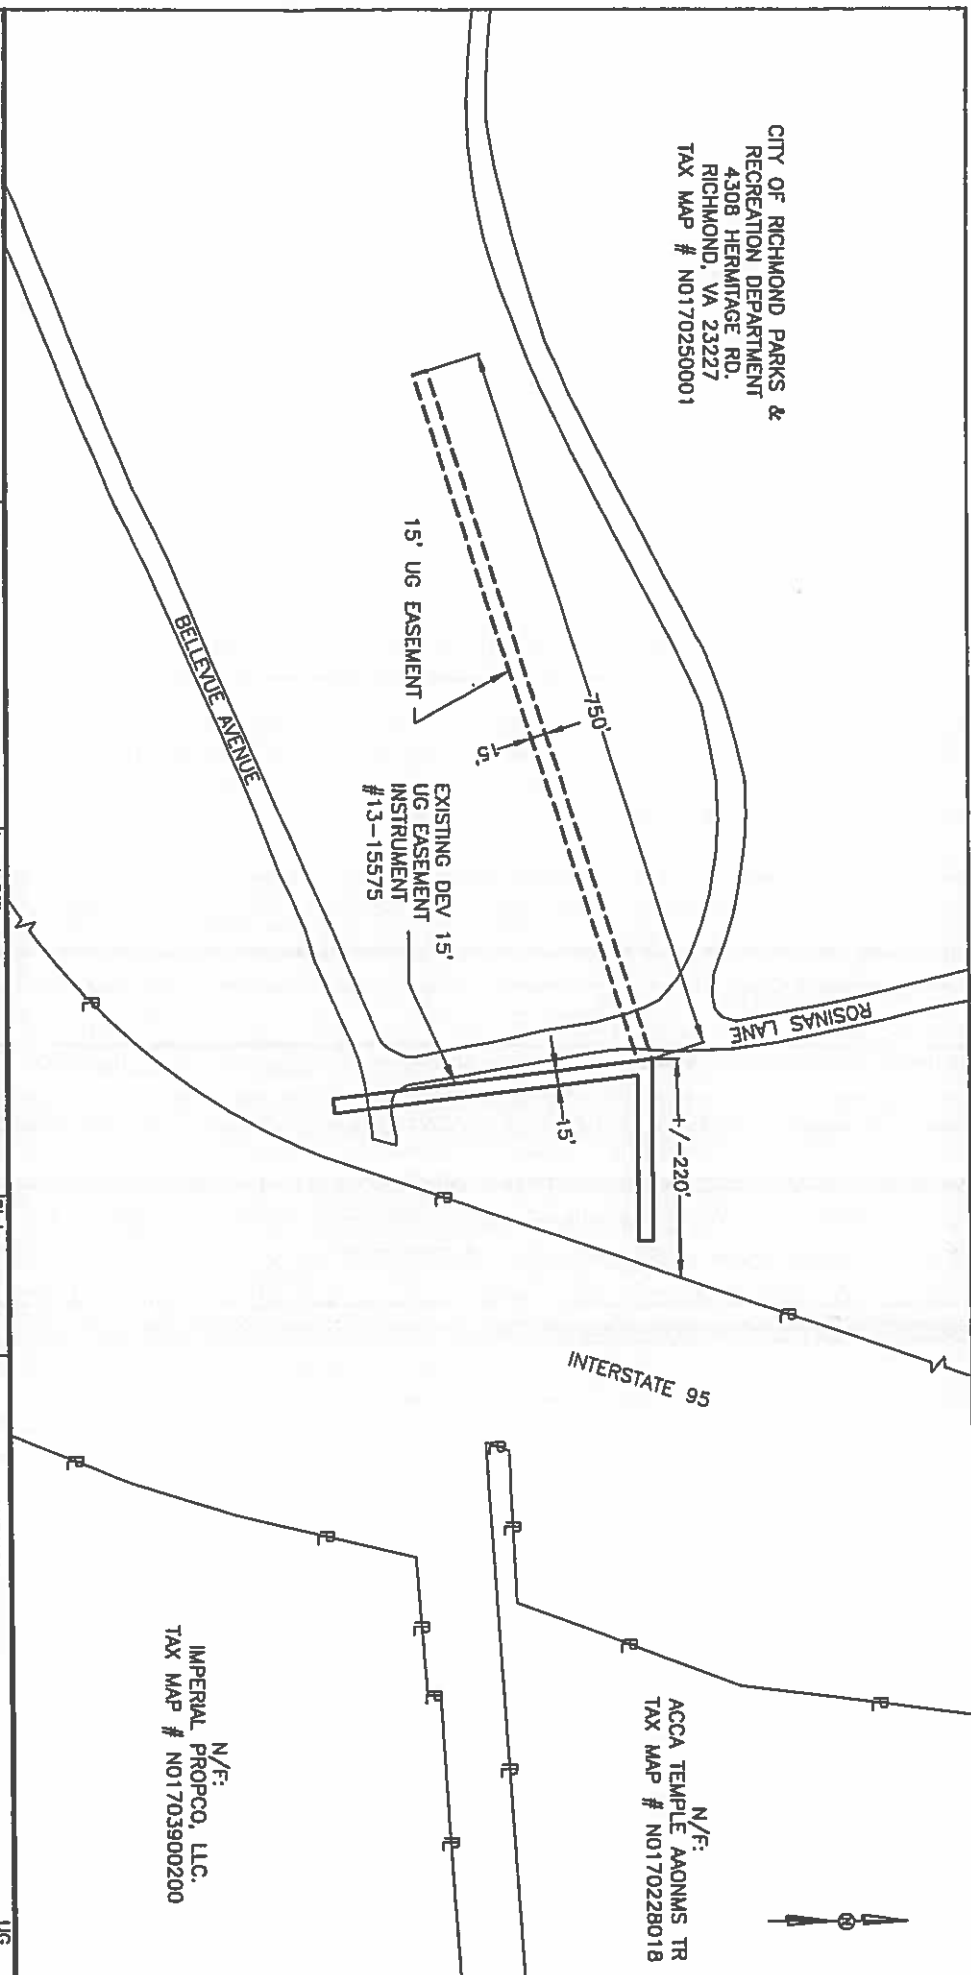 CITY OF RICHMOND PARKS &
RECREATION DEPARTMENT
4308 HERMITAGE RD.
RICHMOND, VA 23227
TAX MAP # N0170250001
750'
15'
15' UG EASEMENT
EXISTING DEV 15'
UG EASEMENT
INSTRUMENT
#13-15575
BELLEVUE AVENUE
ROSINAS LANE
15'
+/-220'
INTERSTATE 95
N/F:
ACCA TEMPLE AAONMS TR
TAX MAP # N0170228018
N/F:
IMPERIAL PROPCO, LLC.
TAX MAP # N01703900200
UG